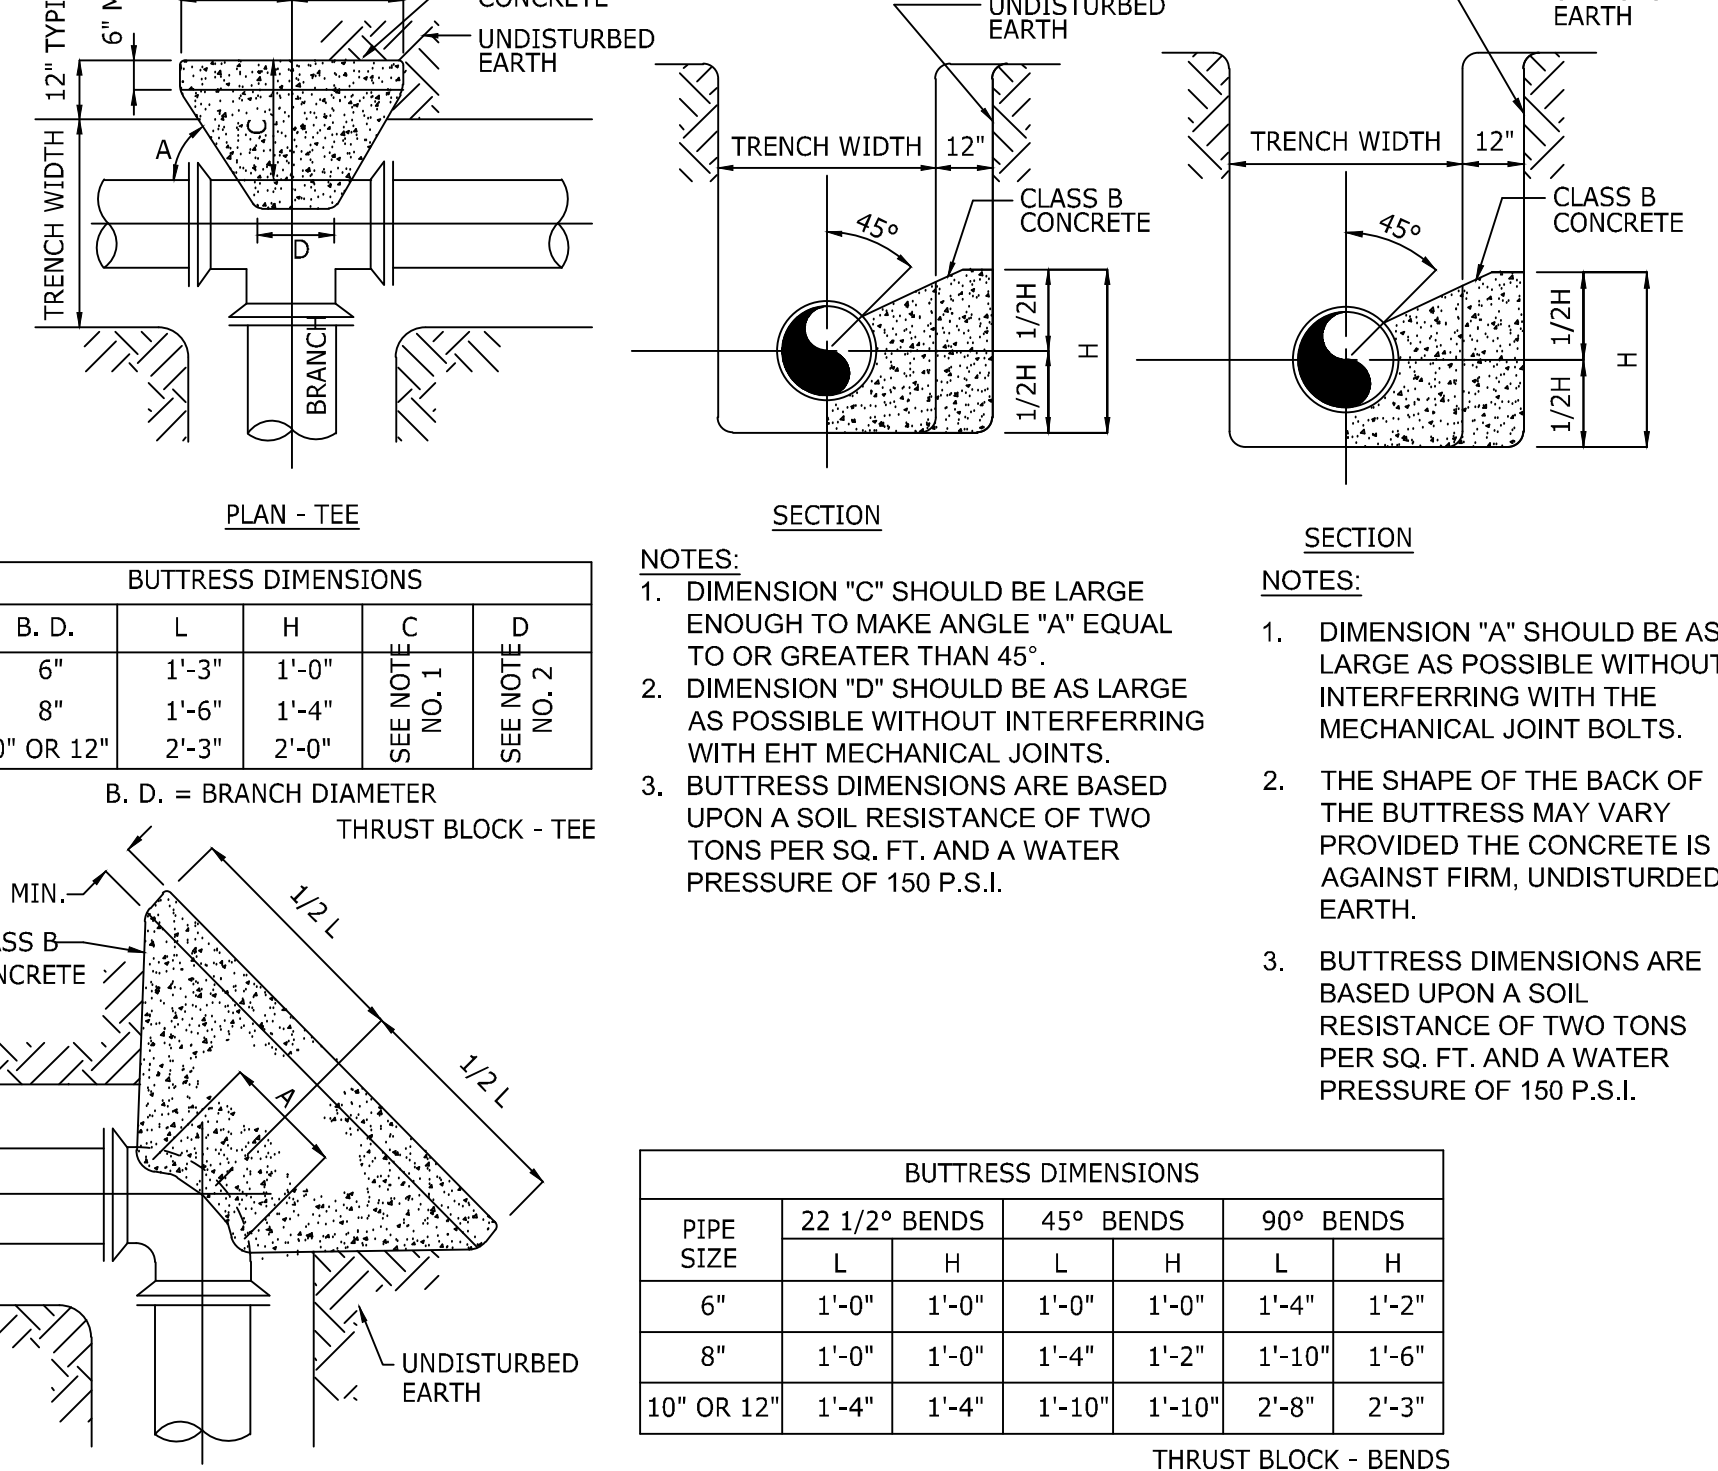 CONCRETE
UNDISTURBED
EARTH
12" TYPI
6" M
TRENCH WIDTH
A
C
D
BRANCH
PLAN - TEE
UNDISTURBED
EARTH
TRENCH WIDTH 12"
CLASS B
CONCRETE
45°
1/2H
1/2H
H
SECTION
EARTH
TRENCH WIDTH 12"
CLASS B
CONCRETE
45°
1/2H
1/2H
H
SECTION
BUTTRESS DIMENSIONS
B. D. L H C D
6" 1'-3" 1'-0"
8" 1'-6" 1'-4"
0" OR 12" 2'-3" 2'-0"
SEE NOTE
NO. 1
SEE NOTE
NO. 2
B. D. = BRANCH DIAMETER
THRUST BLOCK - TEE
NOTES:
1. DIMENSION "C" SHOULD BE LARGE
ENOUGH TO MAKE ANGLE "A" EQUAL
TO OR GREATER THAN 45°.
2. DIMENSION "D" SHOULD BE AS LARGE
AS POSSIBLE WITHOUT INTERFERRING
WITH EHT MECHANICAL JOINTS.
3. BUTTRESS DIMENSIONS ARE BASED
UPON A SOIL RESISTANCE OF TWO
TONS PER SQ. FT. AND A WATER
PRESSURE OF 150 P.S.I.
NOTES:
1. DIMENSION "A" SHOULD BE AS
LARGE AS POSSIBLE WITHOUT
INTERFERRING WITH THE
MECHANICAL JOINT BOLTS.
2. THE SHAPE OF THE BACK OF
THE BUTTRESS MAY VARY
PROVIDED THE CONCRETE IS
AGAINST FIRM, UNDISTURDED
EARTH.
3. BUTTRESS DIMENSIONS ARE
BASED UPON A SOIL
RESISTANCE OF TWO TONS
PER SQ. FT. AND A WATER
PRESSURE OF 150 P.S.I.
MIN.
ASS B
NCRETE
1/2 L
1/2 L
A
UNDISTURBED
EARTH
BUTTRESS DIMENSIONS
PIPE
SIZE
22 1/2° BENDS 45° BENDS 90° BENDS
L H L H L H
6" 1'-0" 1'-0" 1'-0" 1'-0" 1'-4" 1'-2"
8" 1'-0" 1'-0" 1'-4" 1'-2" 1'-10" 1'-6"
10" OR 12" 1'-4" 1'-4" 1'-10" 1'-10" 2'-8" 2'-3"
THRUST BLOCK - BENDS